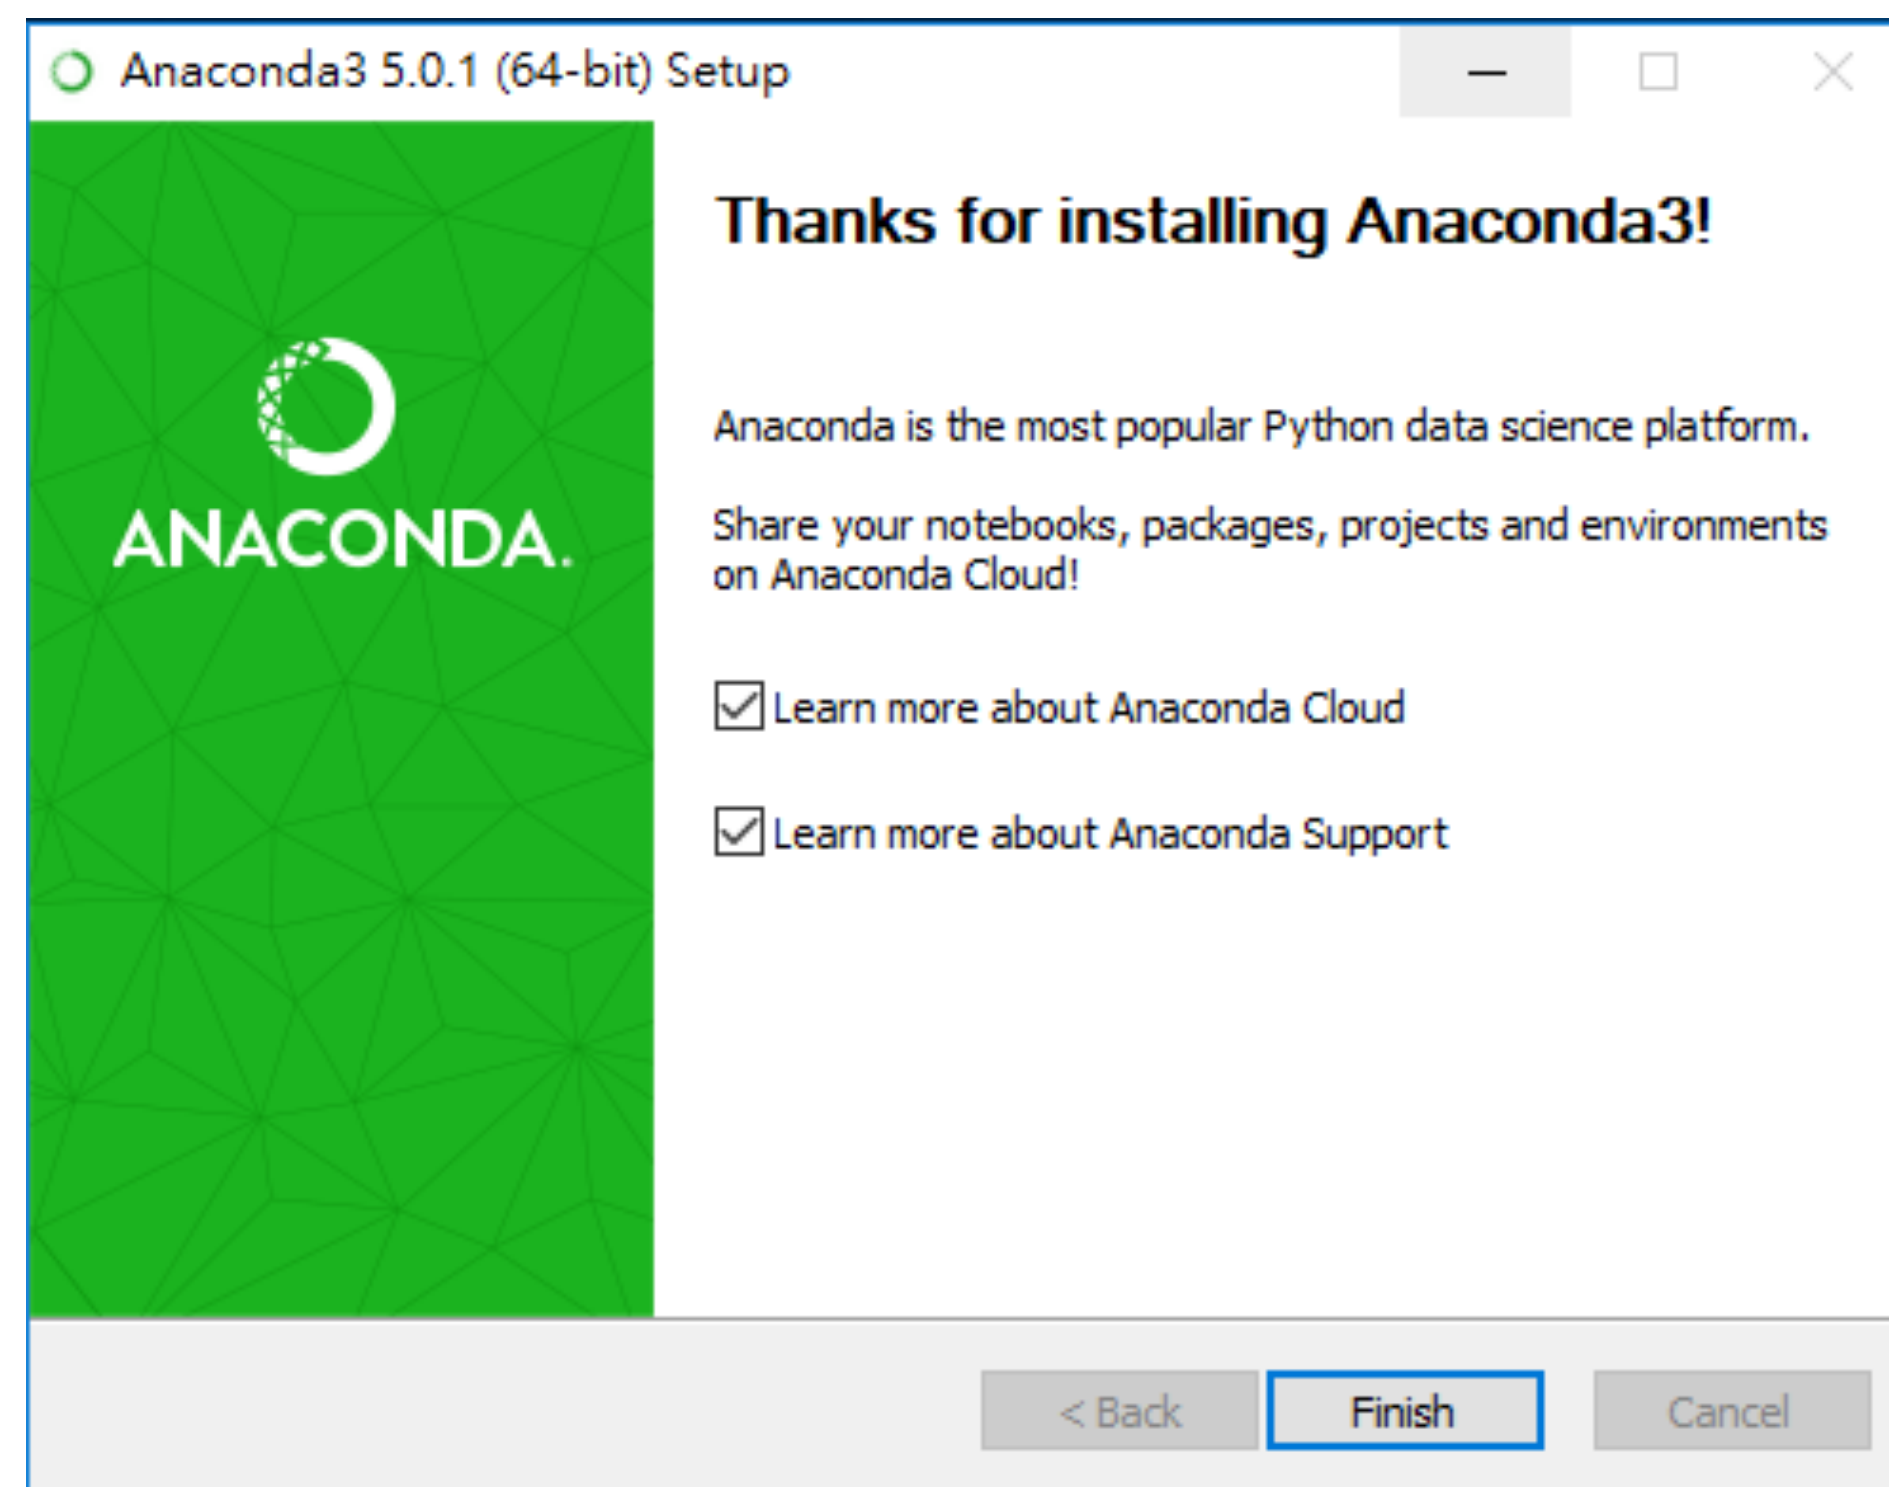 Anaconda3 5.0.1 (64-bit) Setup
Thanks for installing Anaconda3!
ANACONDA.
Anaconda is the most popular Python data science platform.
Share your notebooks, packages, projects and environments
on Anaconda Cloud!
Learn more about Anaconda Cloud
Learn more about Anaconda Support
< Back
Finish
Cancel